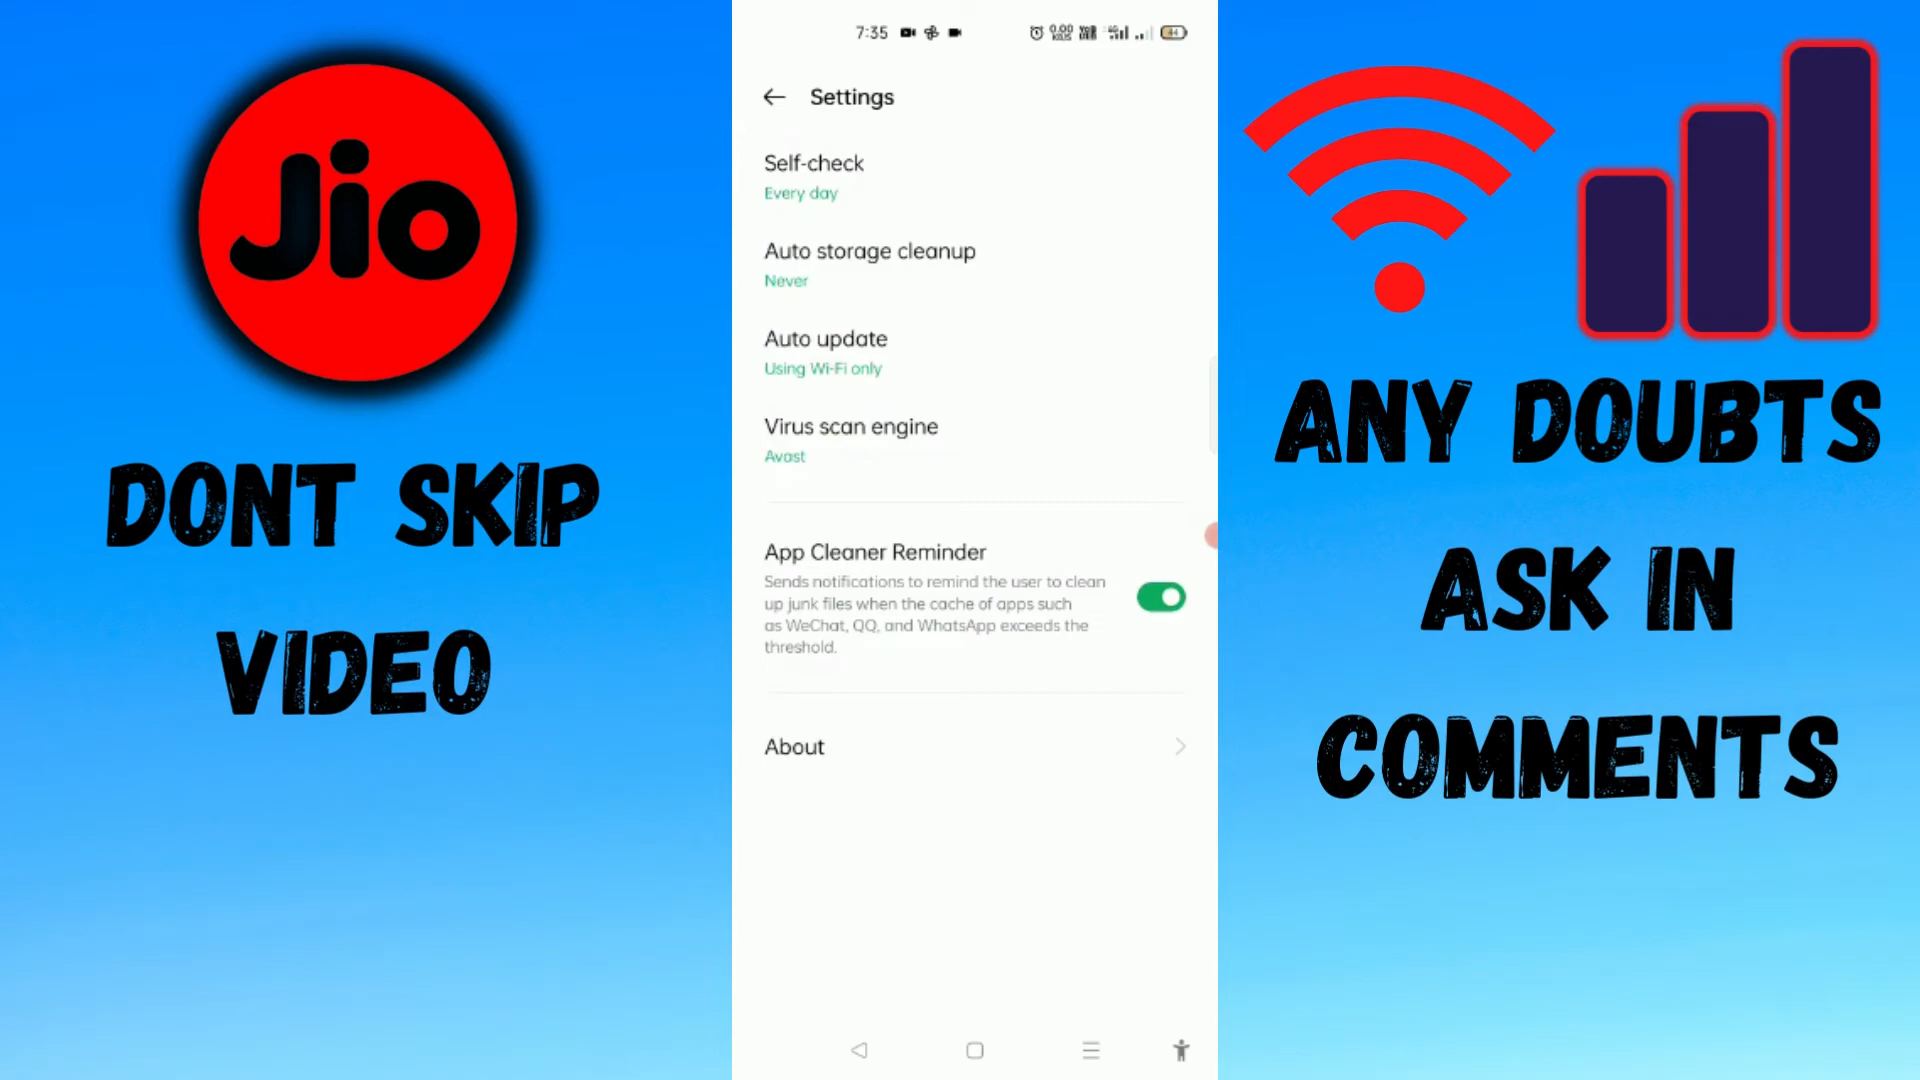 Jio
DONT SKIP
VIDEO
7:35
Settings
Self-check
Every day
Auto storage cleanup
Never
Auto update
Using Wi-Fi only
Virus scan engine
Avast
App Cleaner Reminder
Sends notifications to remind the user to clean
up junk files when the cache of apps such
as WeChat, QQ, and WhatsApp exceeds the
threshold.
About
ANY DOUBTS
ASK IN
COMMENTS